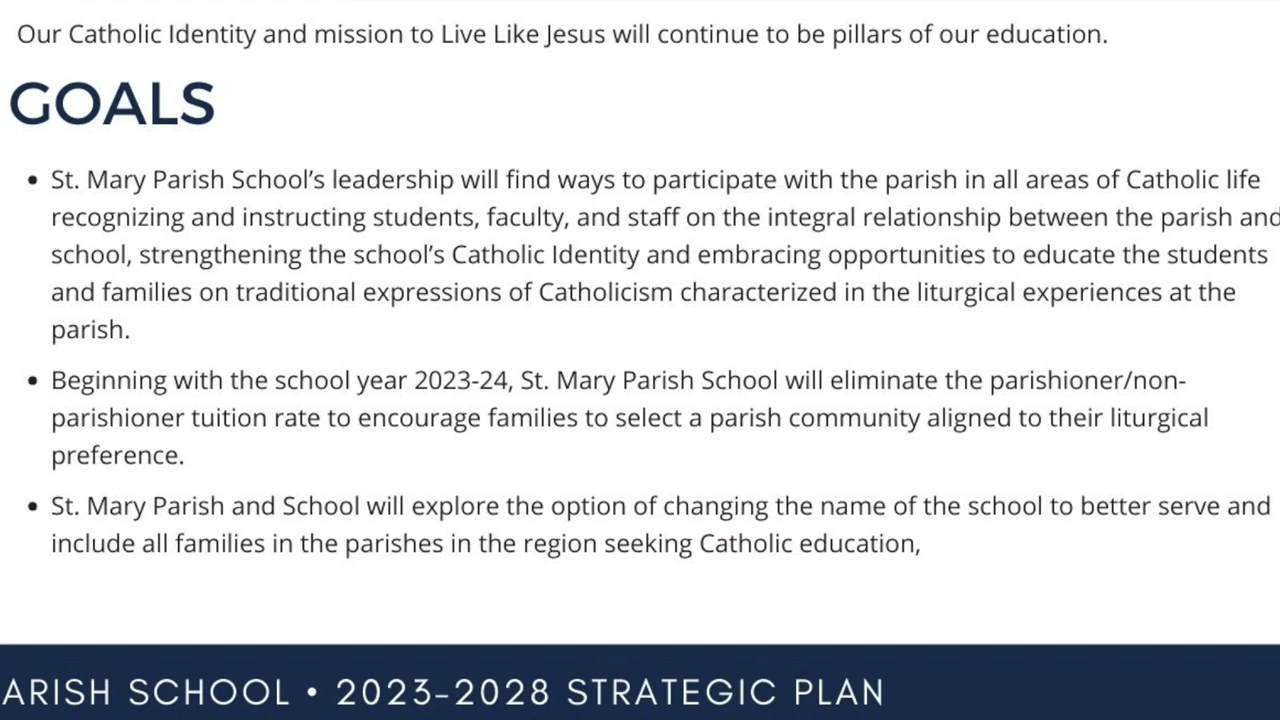 Our Catholic Identity and mission to Live Like Jesus will continue to be pillars of our education.
GOALS
• St. Mary Parish School’s leadership will find ways to participate with the parish in all areas of Catholic life
recognizing and instructing students, faculty, and staff on the integral relationship between the parish and
school, strengthening the school’s Catholic Identity and embracing opportunities to educate the students
and families on traditional expressions of Catholicism characterized in the liturgical experiences at the
parish.
• Beginning with the school year 2023-24, St. Mary Parish School will eliminate the parishioner/non-
parishioner tuition rate to encourage families to select a parish community aligned to their liturgical
preference.
• St. Mary Parish and School will explore the option of changing the name of the school to better serve and
include all families in the parishes in the region seeking Catholic education,
ARISH SCHOOL • 2023-2028 STRATEGIC PLAN